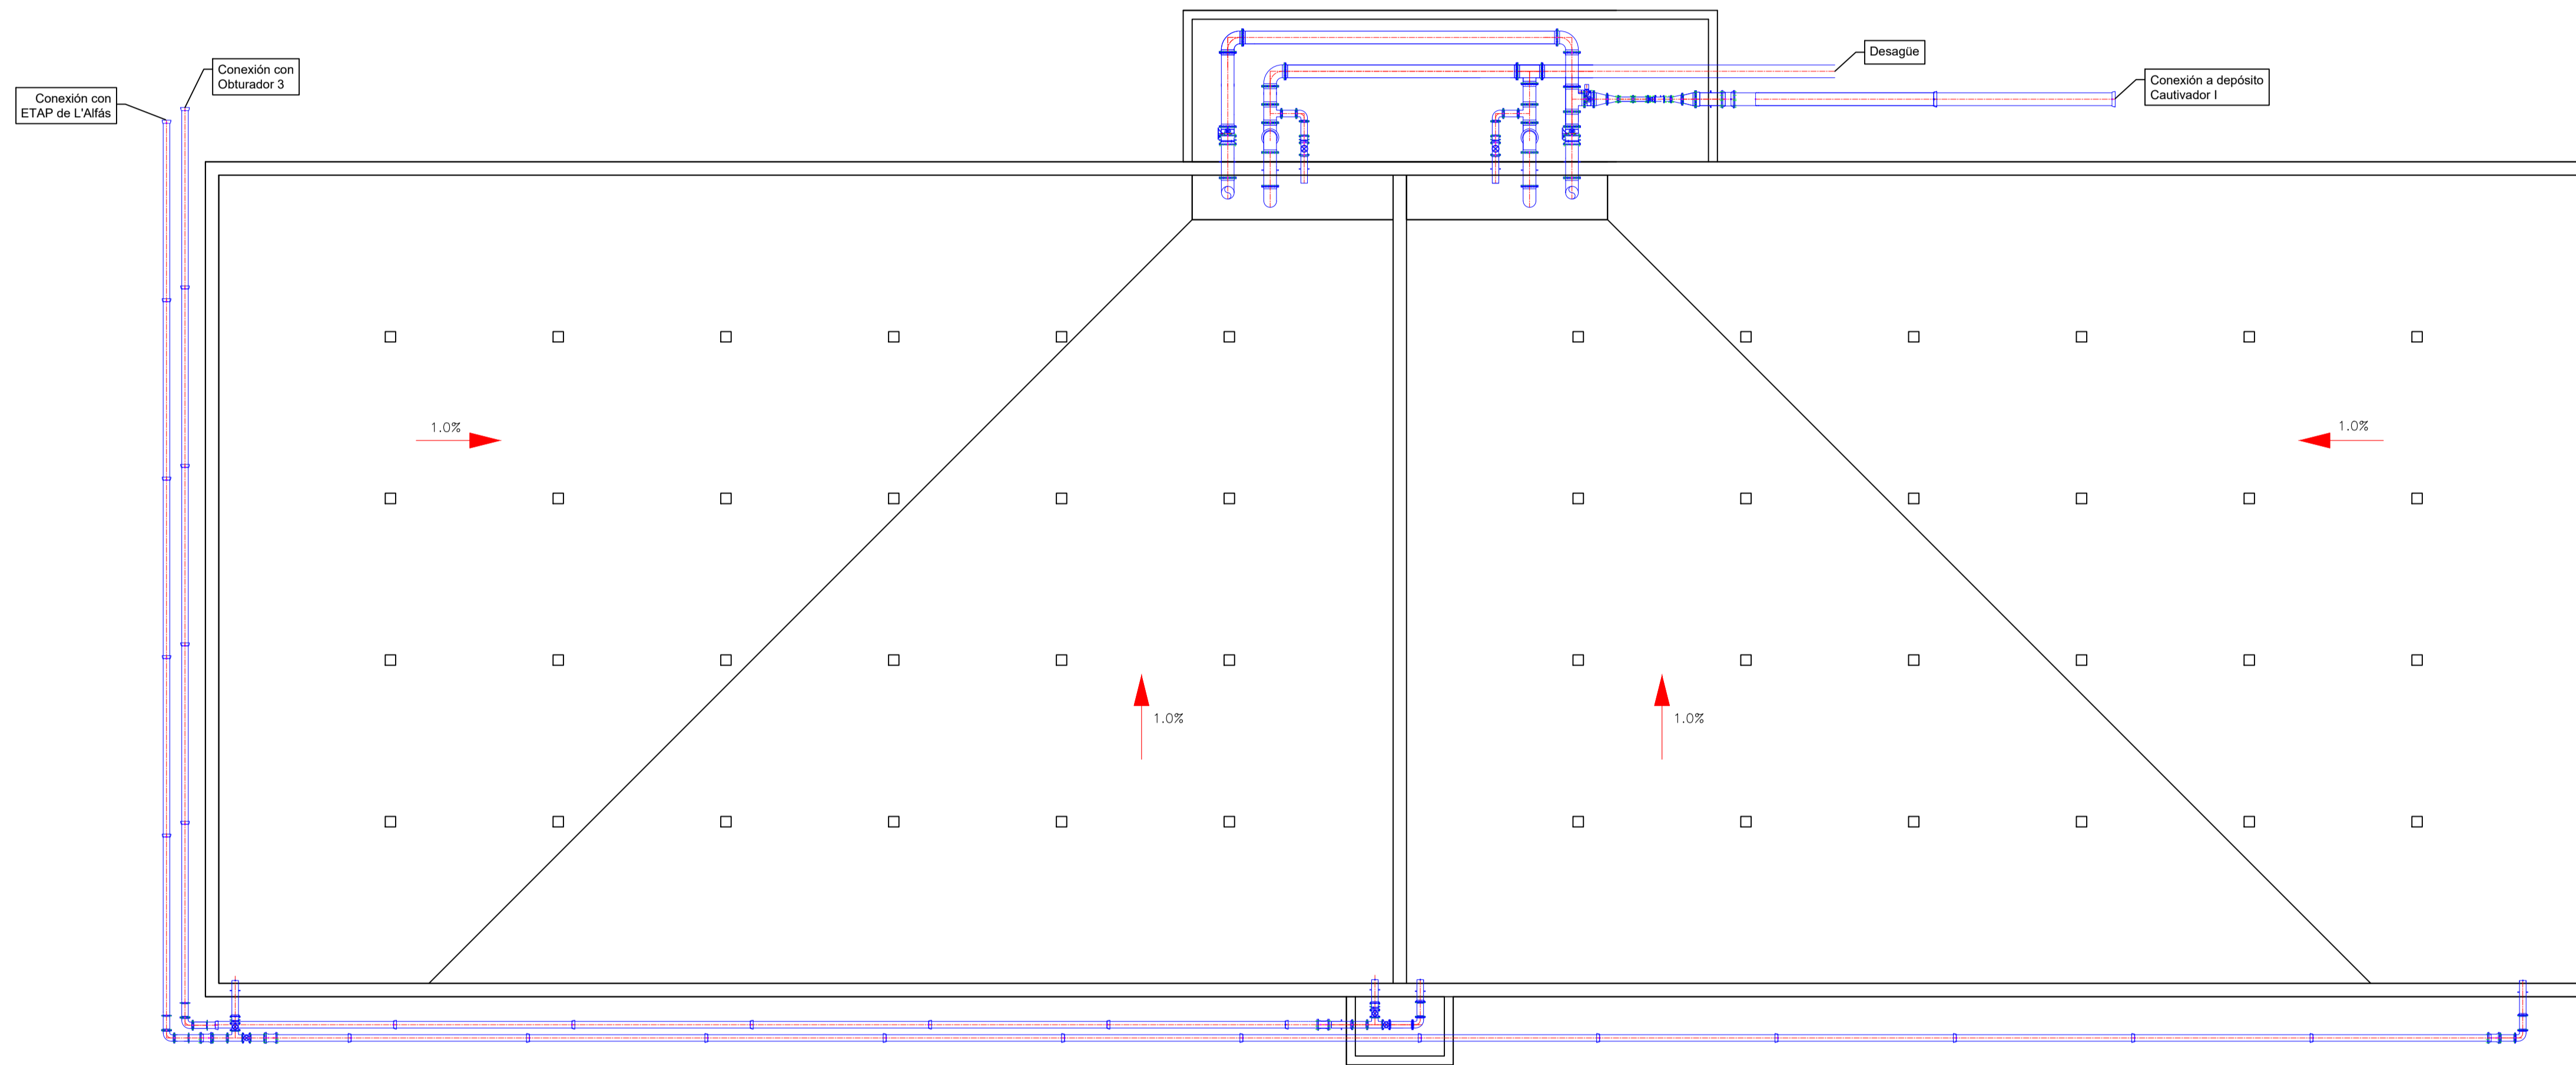 Conexión con
Obturador 3
Conexión con
ETAP de L'Alfás
Desagüe
Conexión a depósito
Cautivador I
1.0%
1.0%
1.0%
1.0%